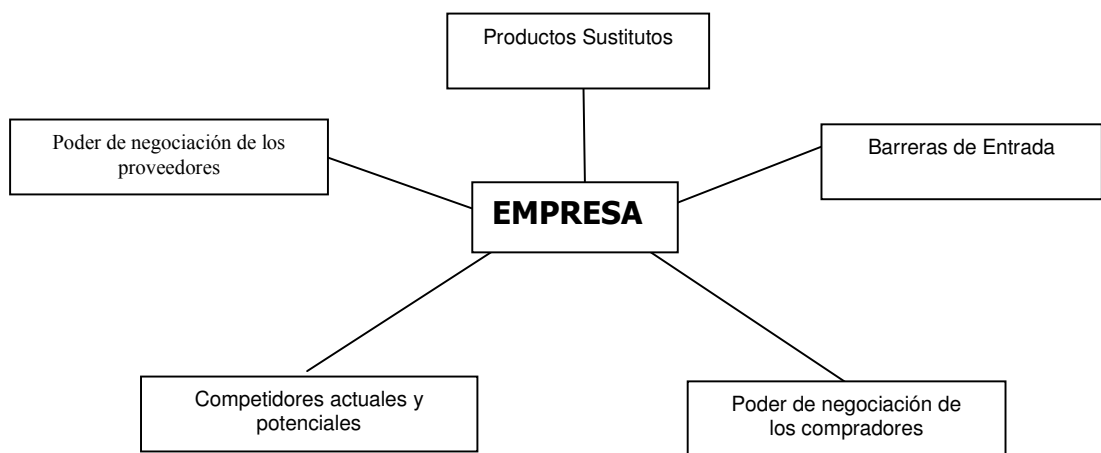 Productos Sustitutos
Poder de negociación de los
proveedores
Barreras de Entrada
EMPRESA
Competidores actuales y
potenciales
Poder de negociación de
los compradores